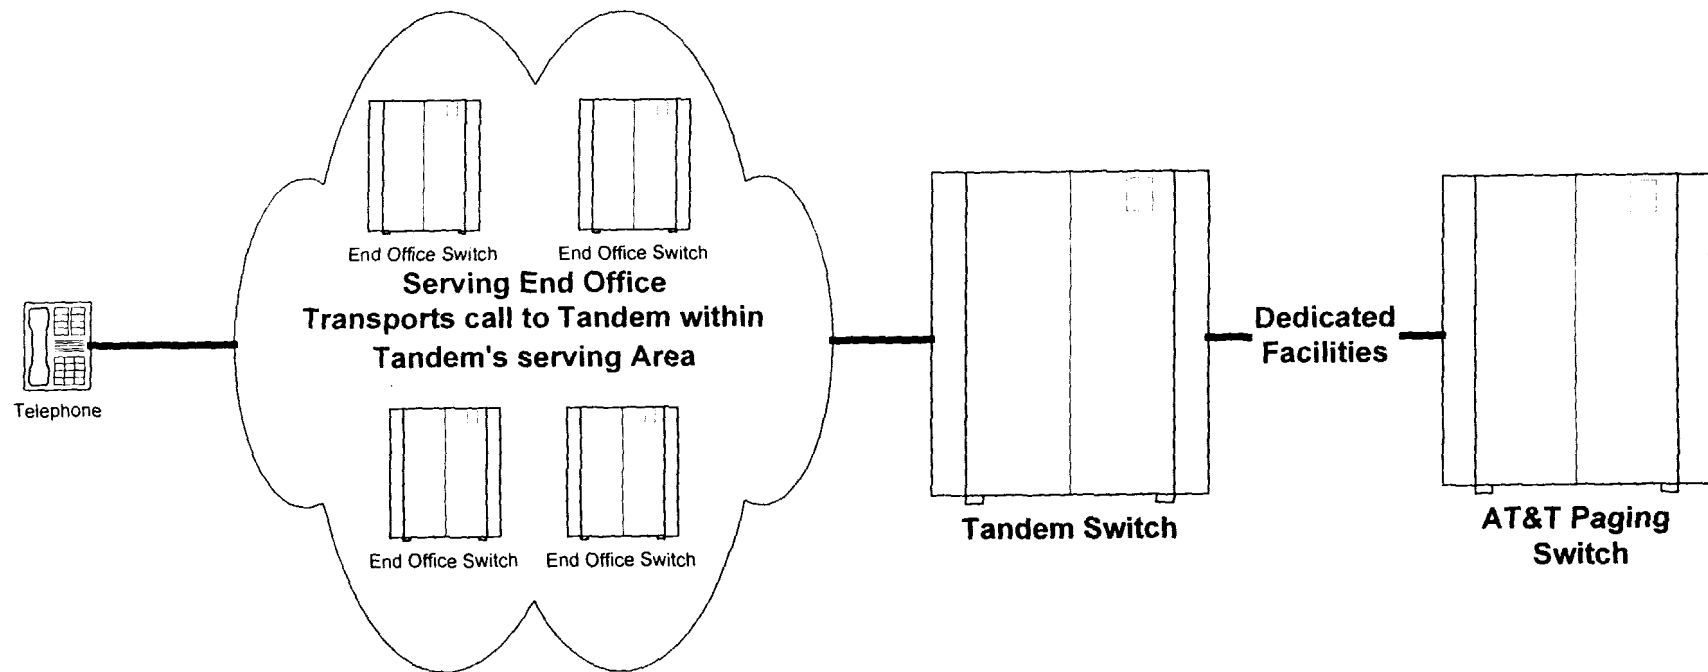 End Office Switch
End Office Switch
Serving End Office
Transports call to Tandem within
Tandem's serving Area
Telephone
End Office Switch
End Office Switch
Tandem Switch
Dedicated
Facilities
AT&T Paging
Switch